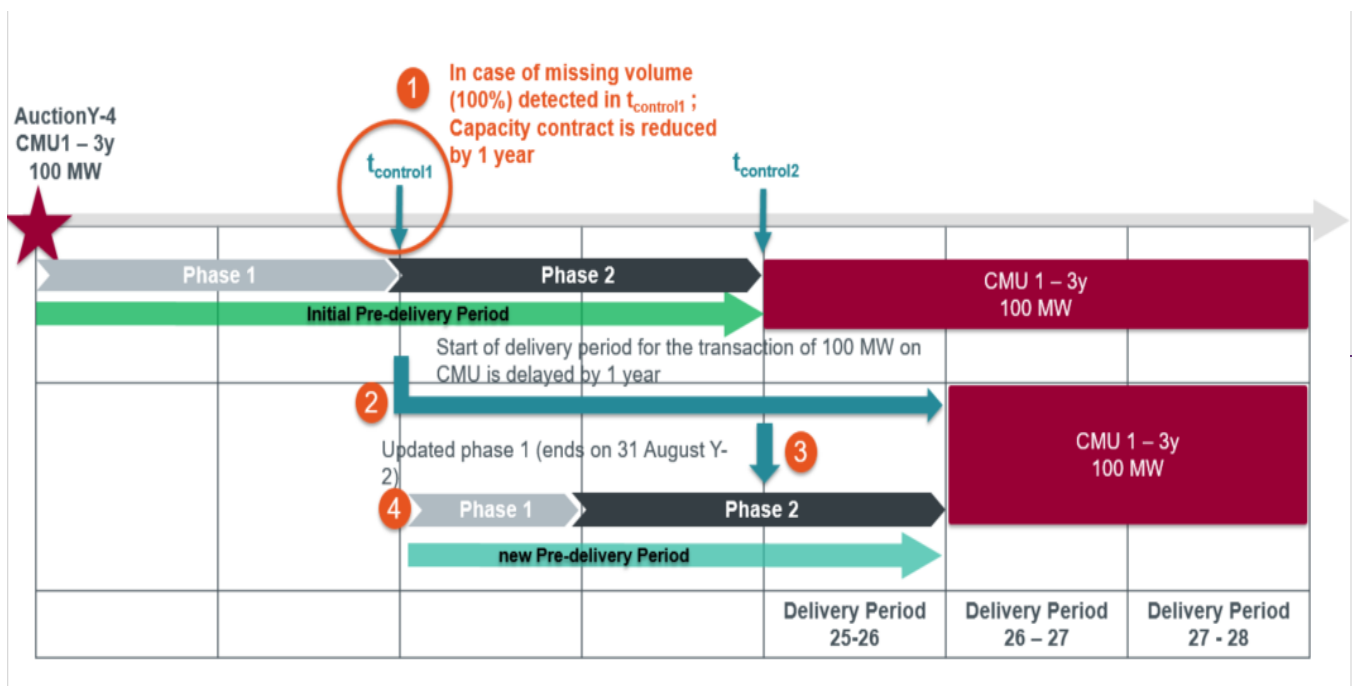 AuctionY-4
CMU1 – 3y
100 MW
1
In case of missing volume
(100%) detected in tcontrol1 ;
Capacity contract is reduced
by 1 year
tcontrol1
tcontrol2
Phase 1
Phase 2
CMU 1 – 3y
100 MW
Initial Pre-delivery Period
Start of delivery period for the transaction of 100 MW on
CMU is delayed by 1 year
2
Updated phase 1 (ends on 31 August Y-
2)
3
CMU 1 – 3y
100 MW
4
Phase 1
Phase 2
new Pre-delivery Period
Delivery Period
25-26
Delivery Period
26 – 27
Delivery Period
27 - 28